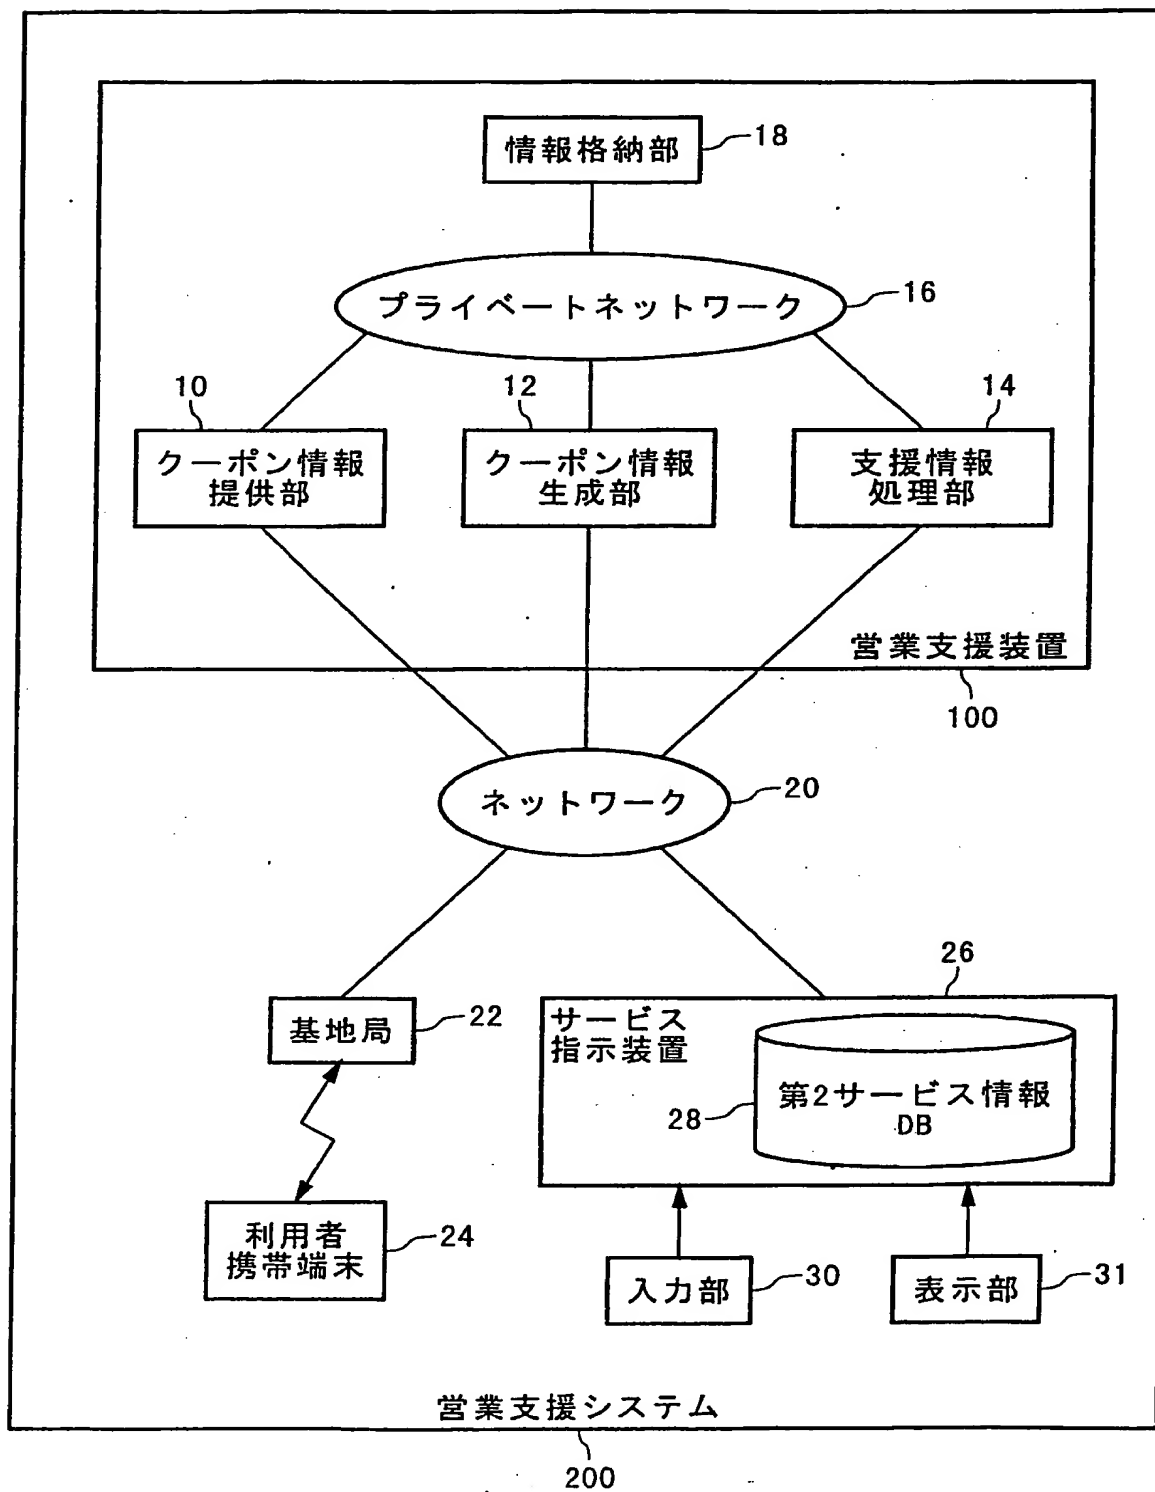 情報格納部
18
プライベートネットワーク
16
10
12
14
クーポン情報
提供部
クーポン情報
生成部
支援情報
処理部
営業支援装置
100
ネットワーク
20
26
基地局
22
サービス
指示装置
第2サービス情報
DB
28
利用者
携帯端末
24
入力部
30
表示部
31
営業支援システム
200